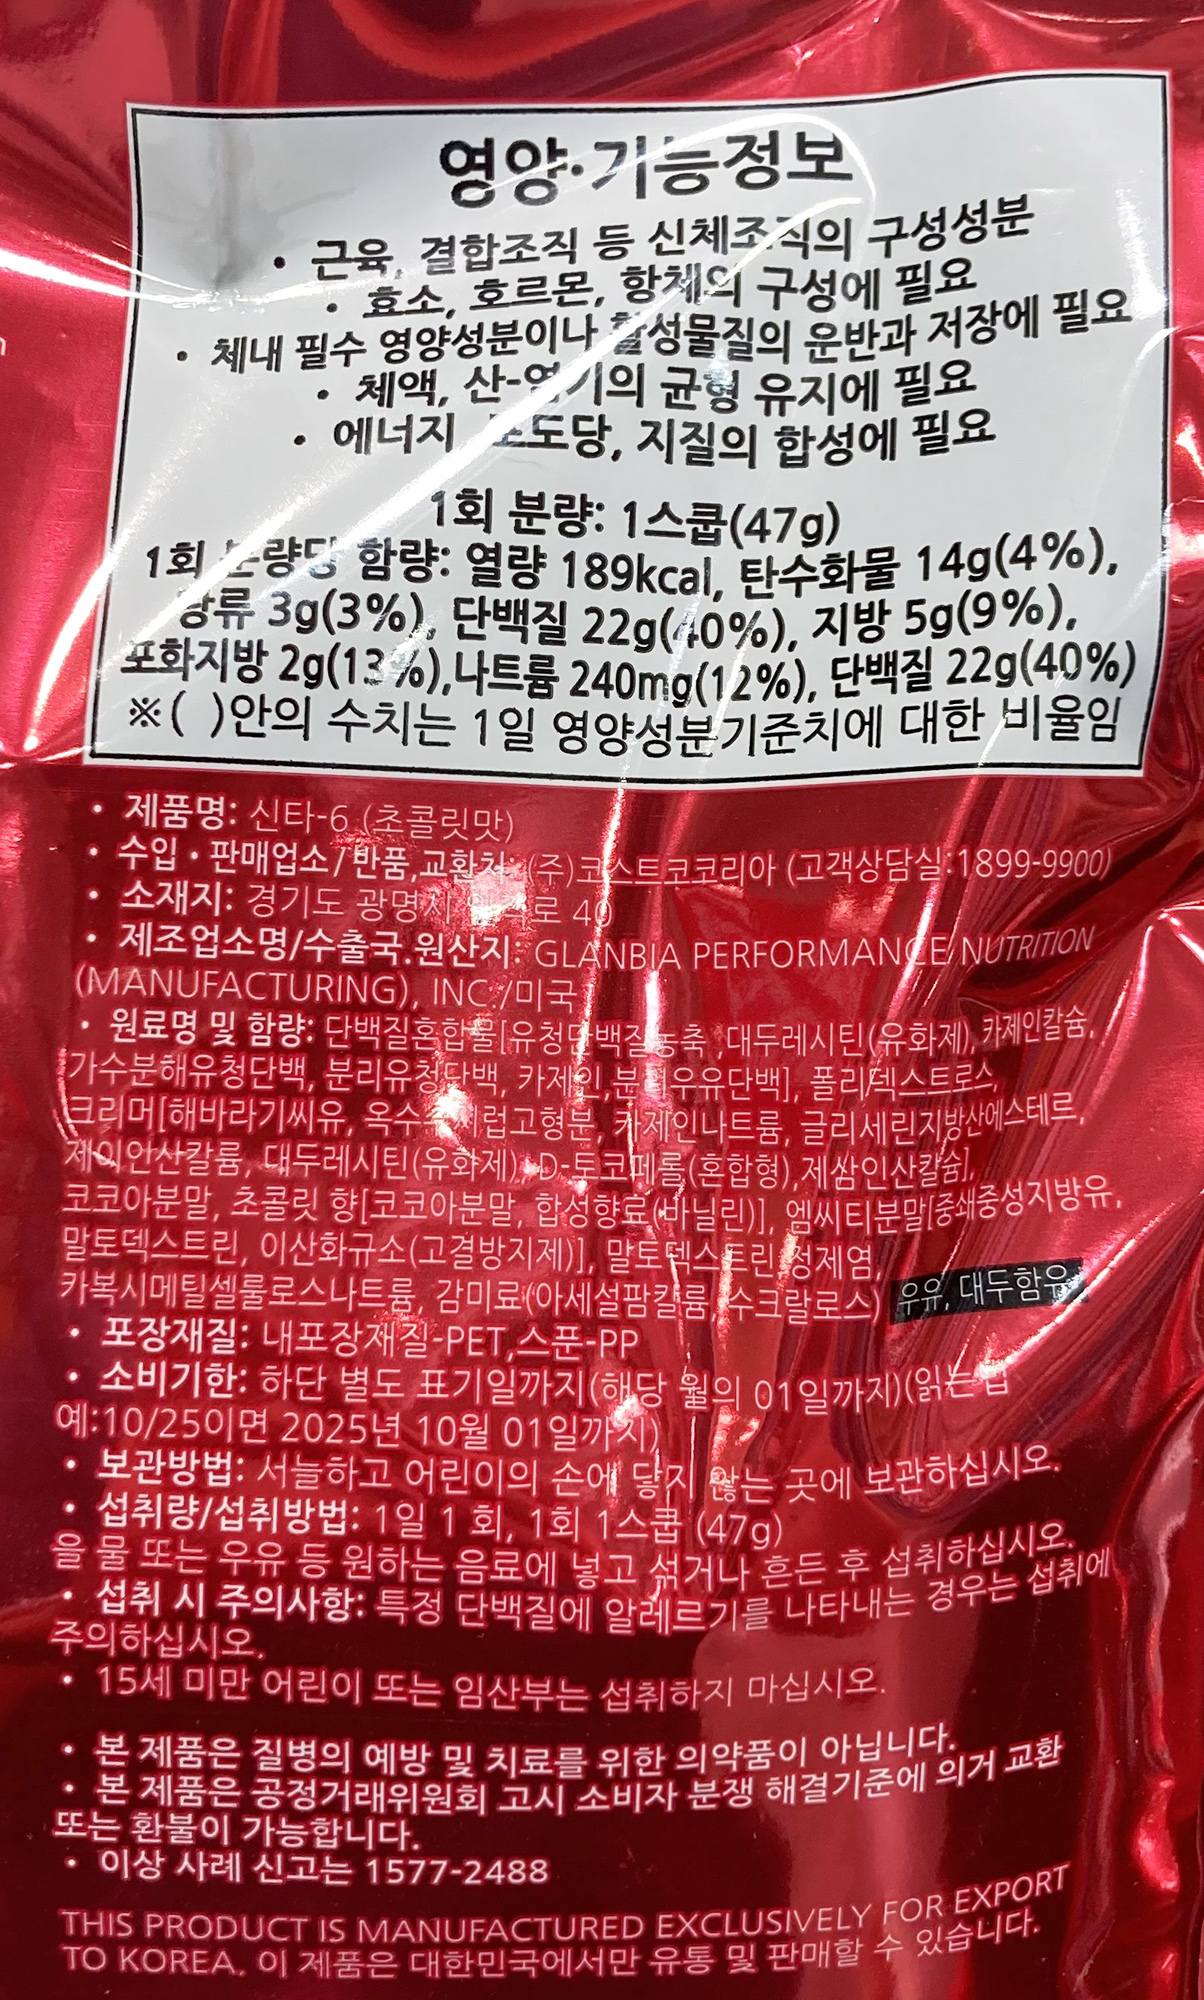 영양·기능정보
• 근육, 결합조직 등 신체조직의 구성성분
• 효소, 호르몬, 항체의 구성에 필요
• 체내 필수 영양성분이나 활성물질의 운반과 저장에 필요
• 체액, 산-염기의 균형 유지에 필요
• 에너지 포도당, 지질의 합성에 필요
1회 분량: 1스쿱(47g)
1회 분량당 함량: 열량 189kcal, 탄수화물 14g(4%),
당류 3g(3%), 단백질 22g(40%), 지방 5g(9%),
포화지방 2g(13%),나트륨 240mg(12%), 단백질 22g(40%)
※( )안의 수치는 1일 영양성분기준치에 대한 비율임
• 제품명: 신타-6 (초콜릿맛)
• 수입·판매업소/반품,교환처: (주)코스트코코리아 (고객상담실:1899-9900)
• 소재지: 경기도 광명시 40
• 제조업소명/수출국.원산지: GLANBIA PERFORMANCE NUTRITION
(MANUFACTURING), INC./미국
• 원료명 및 함량: 단백질혼합물[유청단백질농축 ,대두레시틴(유화제), 카제인칼슘,
가수분해유청단백, 분리유청단백, 카제인,분리우유단백], 폴리덱스트로스,
크리머[해바라기씨유, 옥수수시럽고형분, 카제인나트륨, 글리세린지방산에스테르,
제이인산칼륨, 대두레시틴(유화제), D-토코페롤(혼합형),제삼인산칼슘]
코코아분말, 초콜릿 향[코코아분말, 합성향료(바닐린)], 엠씨티분말[중쇄중성지방유,
말토덱스트린, 이산화규소(고결방지제)], 말토덱스트린,정제염,
카복시메틸셀룰로스나트륨, 감미료(아세설팜칼륨,수크랄로스) 우유, 대두함유
• 포장재질: 내포장재질-PET,스푼-PP
• 소비기한: 하단 별도 표기일까지(해당 월의 01일까지)(읽는 법
예:10/25이면 2025년 10월 01일까지)
• 보관방법: 서늘하고 어린이의 손에 닿지 않는 곳에 보관하십시오.
• 섭취량/섭취방법: 1일 1 회, 1회 1스쿱 (47g)
을 물 또는 우유 등 원하는 음료에 넣고 섞거나 흔든 후 섭취하십시오.
• 섭취 시 주의사항: 특정 단백질에 알레르기를 나타내는 경우는 섭취에
주의하십시오.
• 15세 미만 어린이 또는 임산부는 섭취하지 마십시오.
• 본 제품은 질병의 예방 및 치료를 위한 의약품이 아닙니다.
• 본 제품은 공정거래위원회 고시 소비자 분쟁 해결기준에 의거 교환
또는 환불이 가능합니다.
• 이상 사례 신고는 1577-2488
THIS PRODUCT IS MANUFACTURED EXCLUSIVELY FOR EXPORT
TO KOREA. 이 제품은 대한민국에서만 유통 및 판매할 수 있습니다.